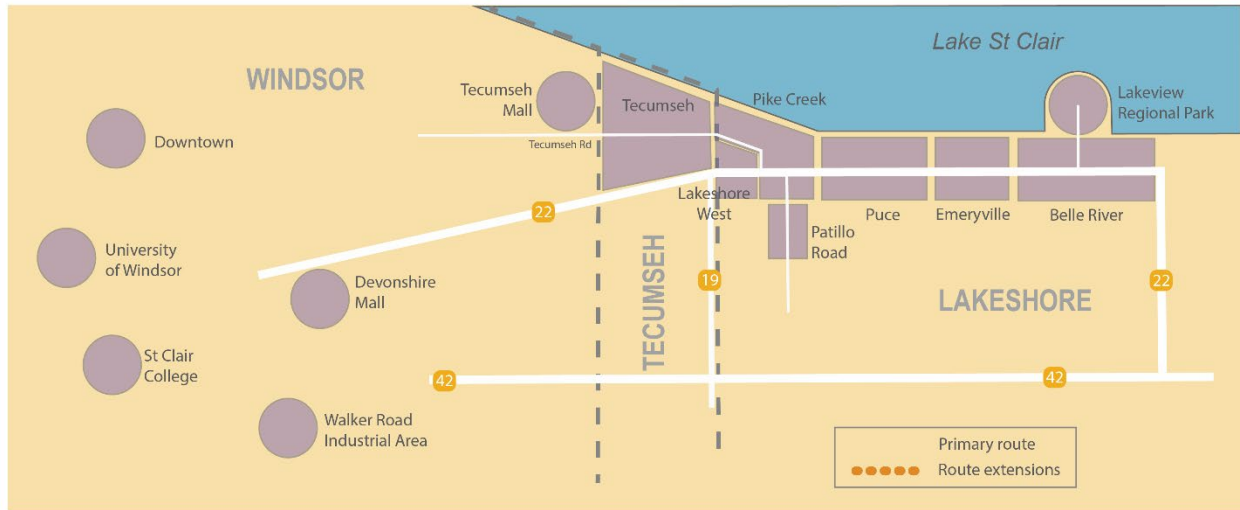 Lake St Clair
WINDSOR
Tecumseh
Mall
Tecumseh
Pike Creek
Lakeview
Regional Park
Downtown
Tecumseh Rd
Lakeshore
West
22
Puce
Emeryville
Belle River
Patillo
Road
University
of Windsor
Devonshire
Mall
TECUMSEH
19
LAKESHORE
22
St Clair
College
42
42
Walker Road
Industrial Area
Primary route
Route extensions